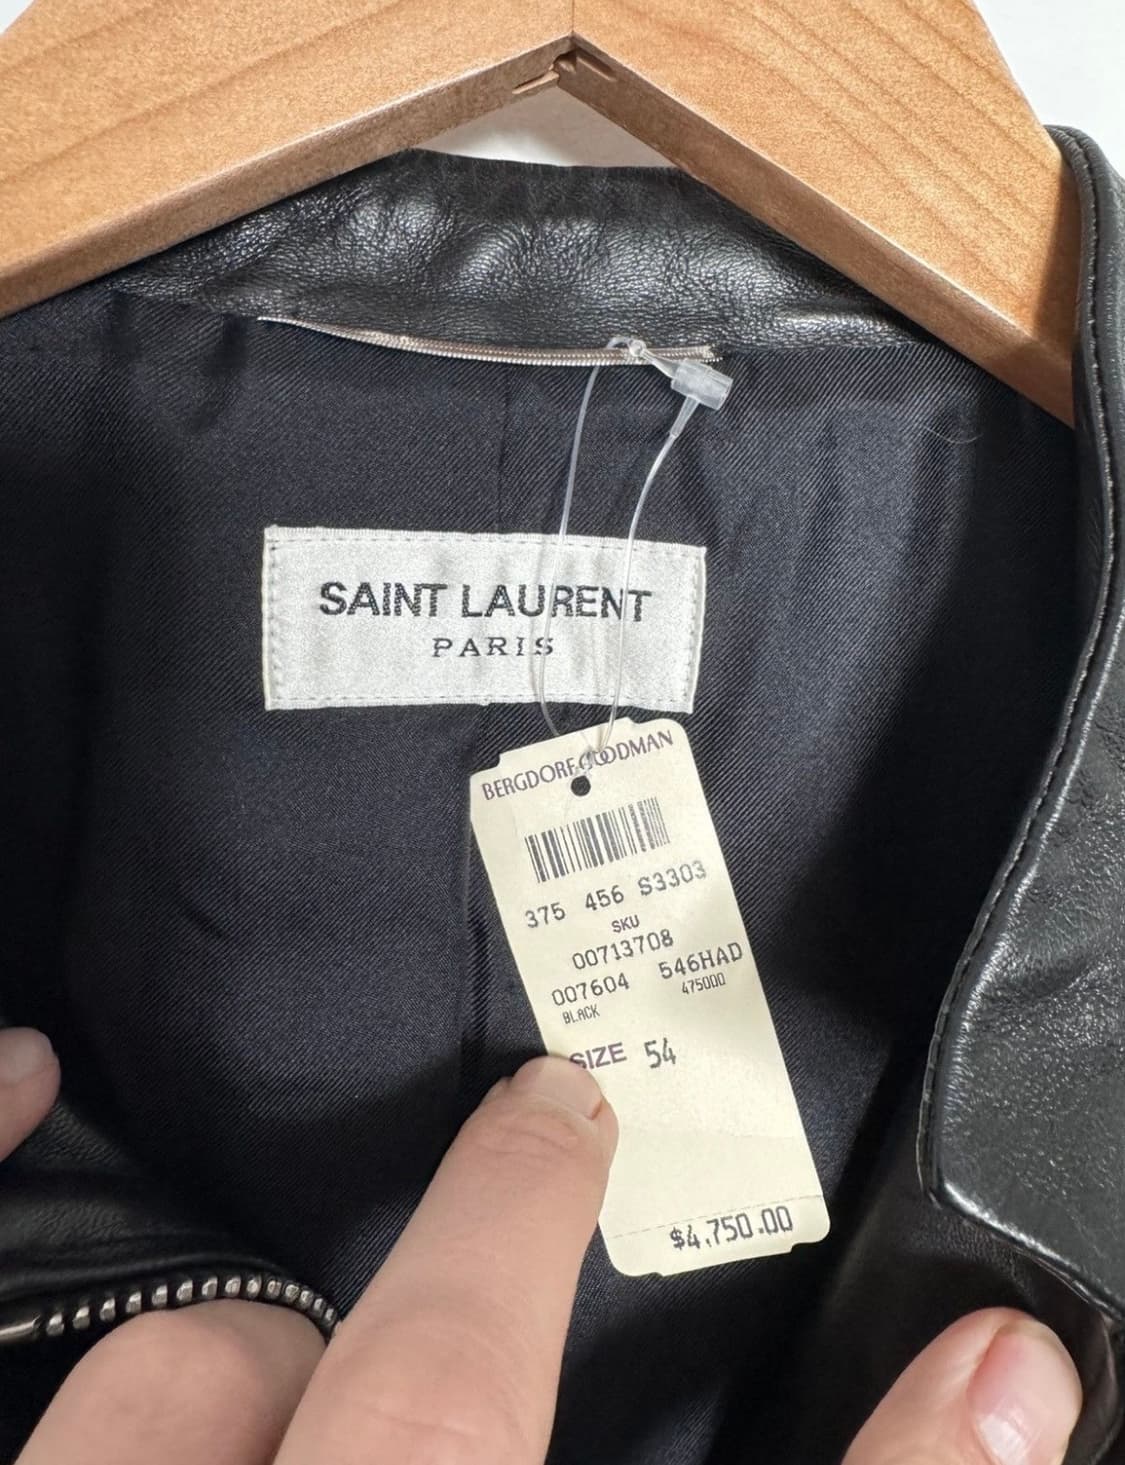 SAINT LAURENT
PARIS
BERGDORF GOODMAN
375 456 S3303
SKU
00713708
007604 546HAD
BLACK 475000
SIZE 54
$4,750.00